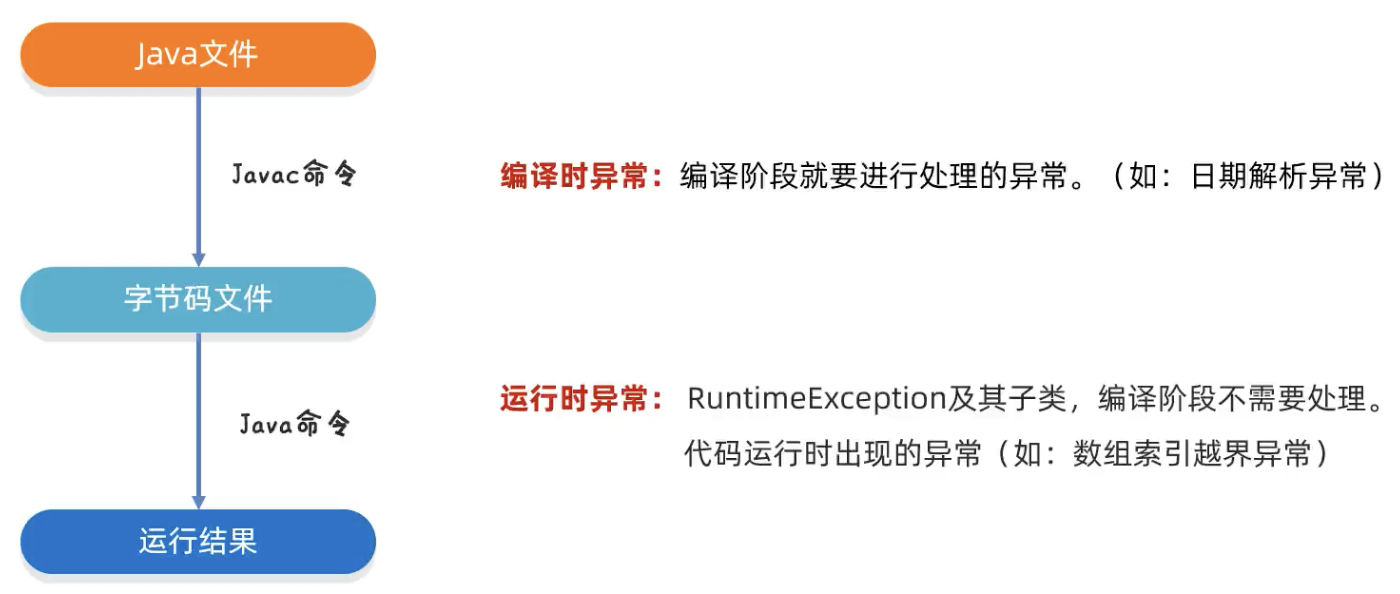 Java文件
Javac命令
编译时异常：编译阶段就要进行处理的异常。（如：日期解析异常）
字节码文件
运行时异常： RuntimeException及其子类，编译阶段不需要处理。
Java命令
代码运行时出现的异常（如：数组索引越界异常）
运行结果